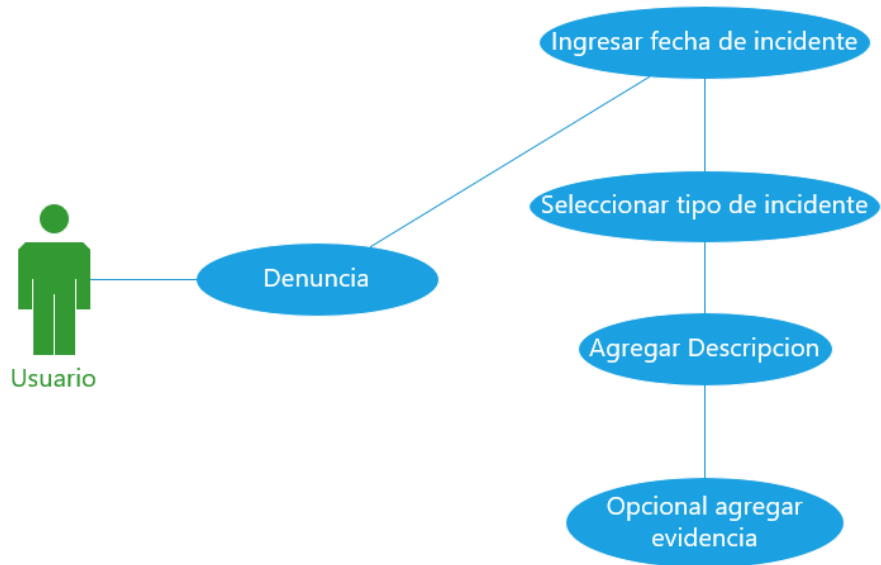 Ingresar fecha de incidente
Seleccionar tipo de incidente
Denuncia
Agregar Descripcion
Usuario
Opcional agregar
evidencia